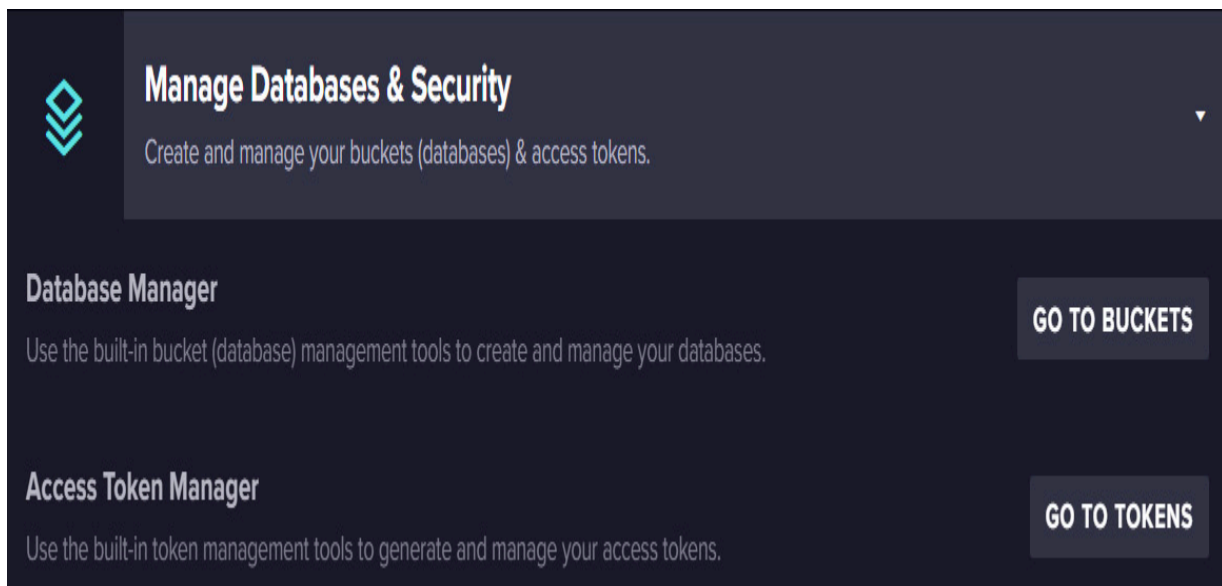 Manage Databases & Security
Create and manage your buckets (databases) & access tokens.
Database Manager
GO TO BUCKETS
Use the built-in bucket (database) management tools to create and manage your databases.
Access Token Manager
GO TO TOKENS
Use the built-in token management tools to generate and manage your access tokens.